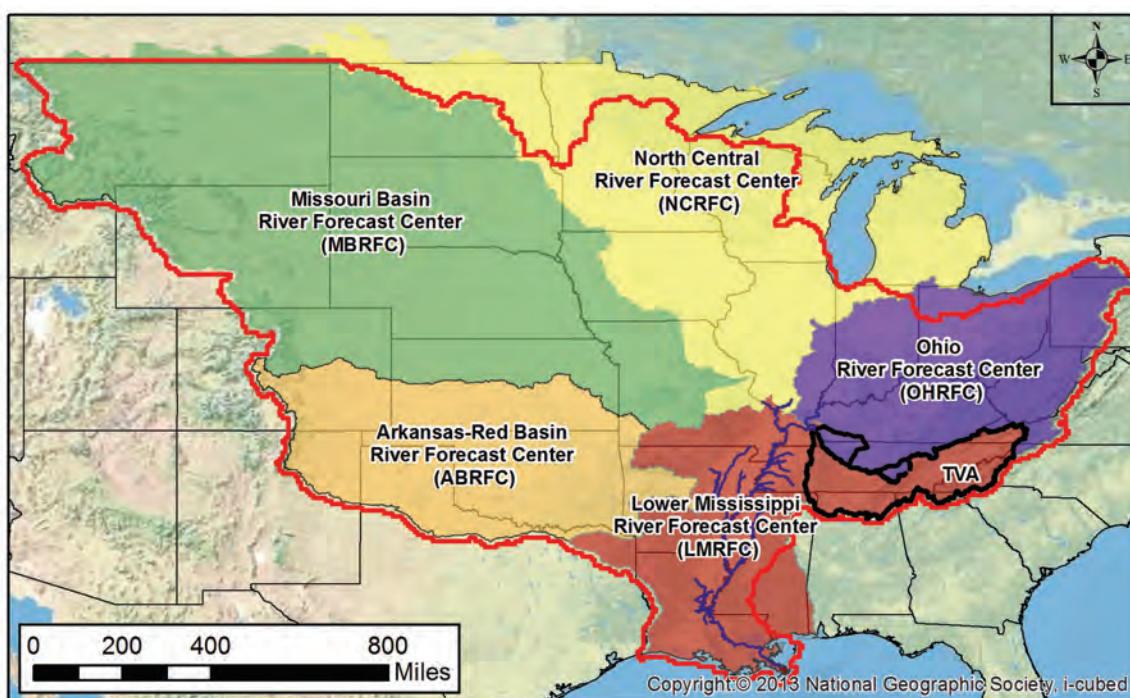 N
W E
S
North Central
River Forecast Center
(NCRFC)
Missouri Basin
River Forecast Center
(MBRFC)
Ohio
River Forecast Center
(OHRFC)
Arkansas-Red Basin
River Forecast Center
(ABRFC)
TVA
Lower Mississippi
River Forecast Center
(LMRFC)
0 200 400 800
Miles
Copyright:© 2013 National Geographic Society, i-cubed